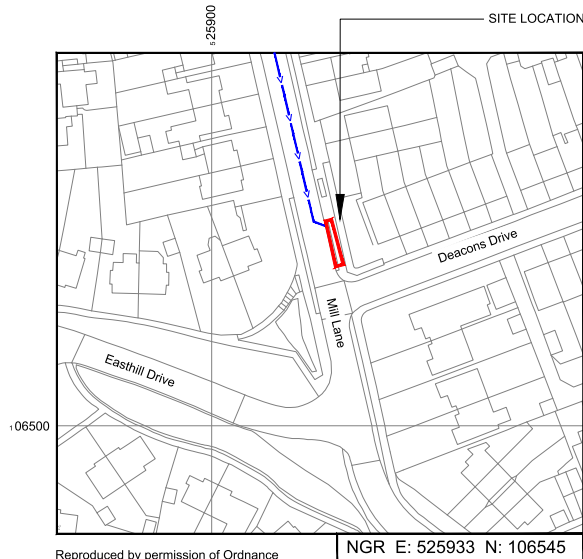 525900
SITE LOCATION
Deacons Drive
Mill Lane
Easthill Drive
106500
Reproduced by permission of Ordnance
NGR E: 525933 N: 106545